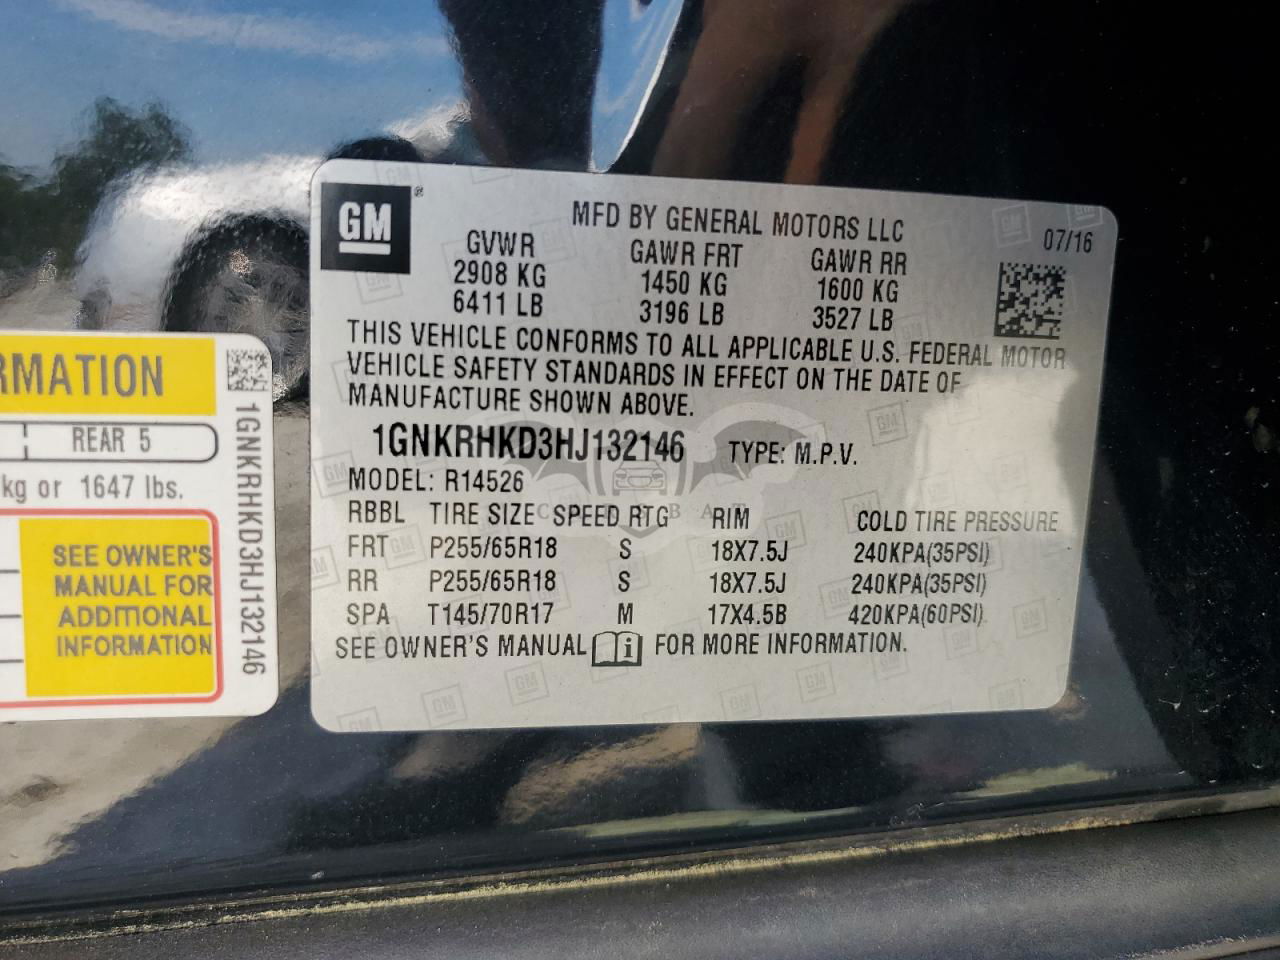 GM
MFD BY GENERAL MOTORS LLC
07/16
GVWR GAWR FRT GAWR RR
2908 KG 1450 KG 1600 KG
6411 LB 3196 LB 3527 LB
THIS VEHICLE CONFORMS TO ALL APPLICABLE U.S. FEDERAL MOTOR
VEHICLE SAFETY STANDARDS IN EFFECT ON THE DATE OF
MANUFACTURE SHOWN ABOVE.
1GNKRHKD3HJ132146 TYPE: M.P.V.
MODEL: R14526
RBBL TIRE SIZE SPEED RTG RIM COLD TIRE PRESSURE
FRT P255/65R18 S 18X7.5J 240KPA(35PSI)
RR P255/65R18 S 18X7.5J 240KPA(35PSI)
SPA T145/70R17 M 17X4.5B 420KPA(60PSI)
SEE OWNER'S MANUAL FOR MORE INFORMATION.
RMATION
REAR 5
kg or 1647 lbs.
SEE OWNER'S
MANUAL FOR
ADDITIONAL
INFORMATION
1GNKRHKD3HJ132146